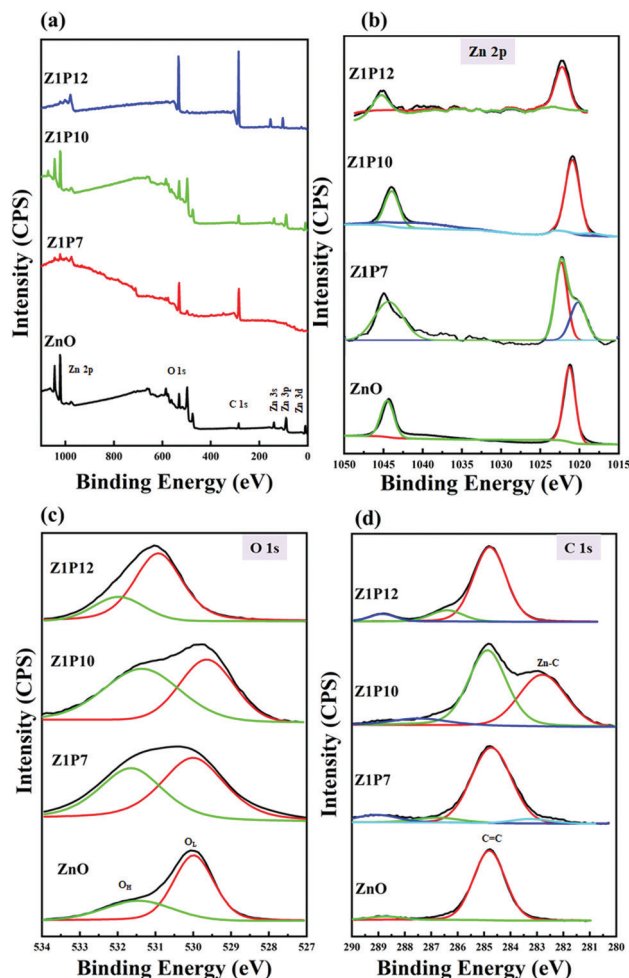 (a)
Z1P12
Z1P10
Z1P7
ZnO
Zn 2p
O 1s
C 1s
Zn 3s
Zn 3p
Zn 3d
Intensity (CPS)
1000 800 600 400 200 0
Binding Energy (eV)
(b)
Zn 2p
Z1P12
Z1P10
Z1P7
ZnO
Intensity (CPS)
1050 1045 1040 1035 1030 1025 1020 1015
Binding Energy (eV)
(c)
O 1s
Z1P12
Z1P10
Z1P7
ZnO
OH
OL
Intensity (CPS)
534 533 532 531 530 529 528 527
Binding Energy (eV)
(d)
C 1s
Z1P12
Z1P10
Zn-C
Z1P7
C=C
ZnO
Intensity (CPS)
290 289 288 287 286 285 284 283 282 281 280
Binding Energy (eV)